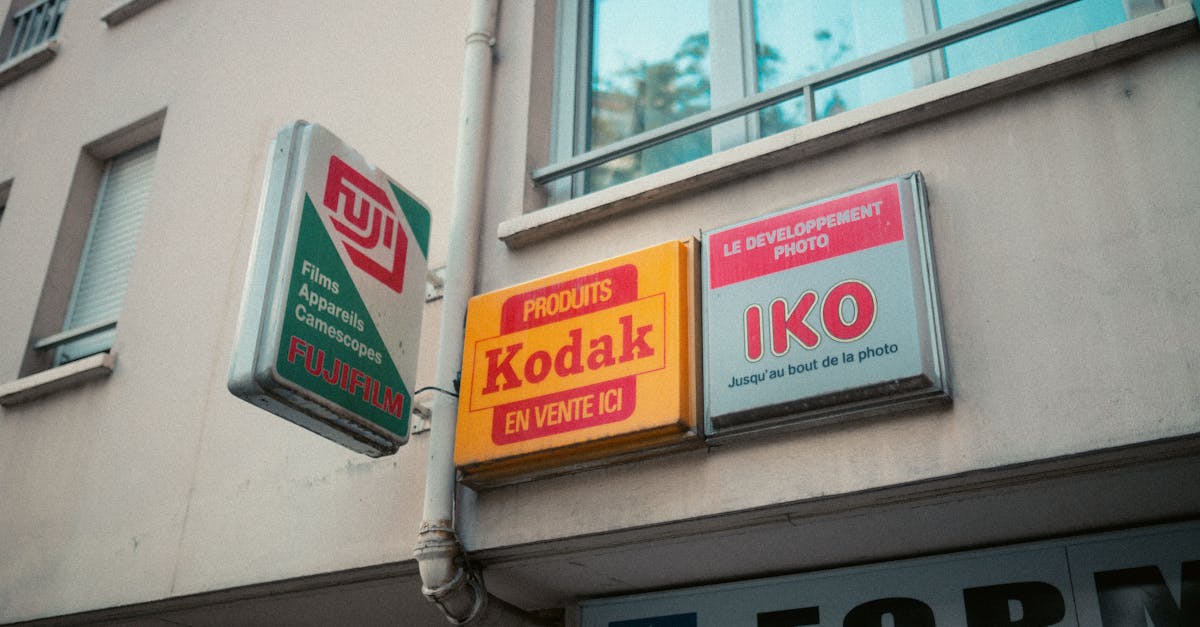 FUJI
Films
Appareils
Camescopes
FUJIFILM
PRODUITS
Kodak
EN VENTE ICI
LE DEVELOPPEMENT
PHOTO
IKO
Jusqu'au bout de la photo